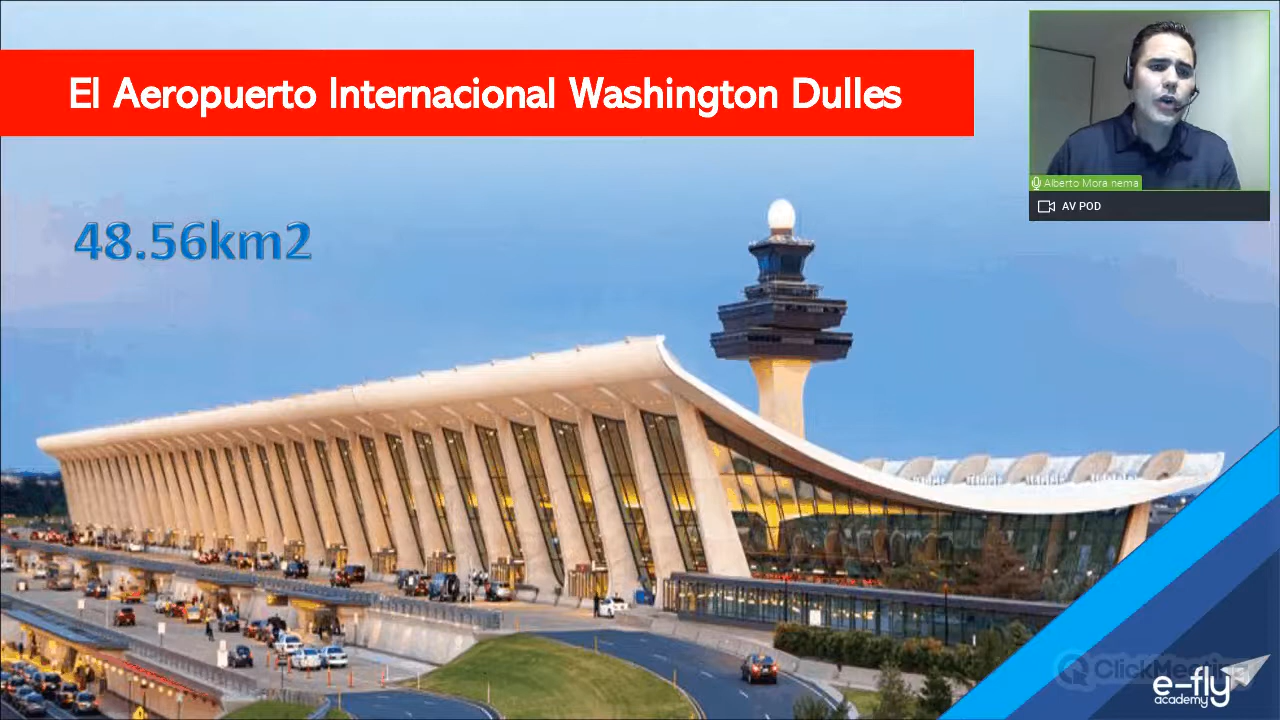 El Aeropuerto Internacional Washington Dulles
48.56km2
Alberto Mora nema
AV POD
ClickMeeting
e-fly
academy